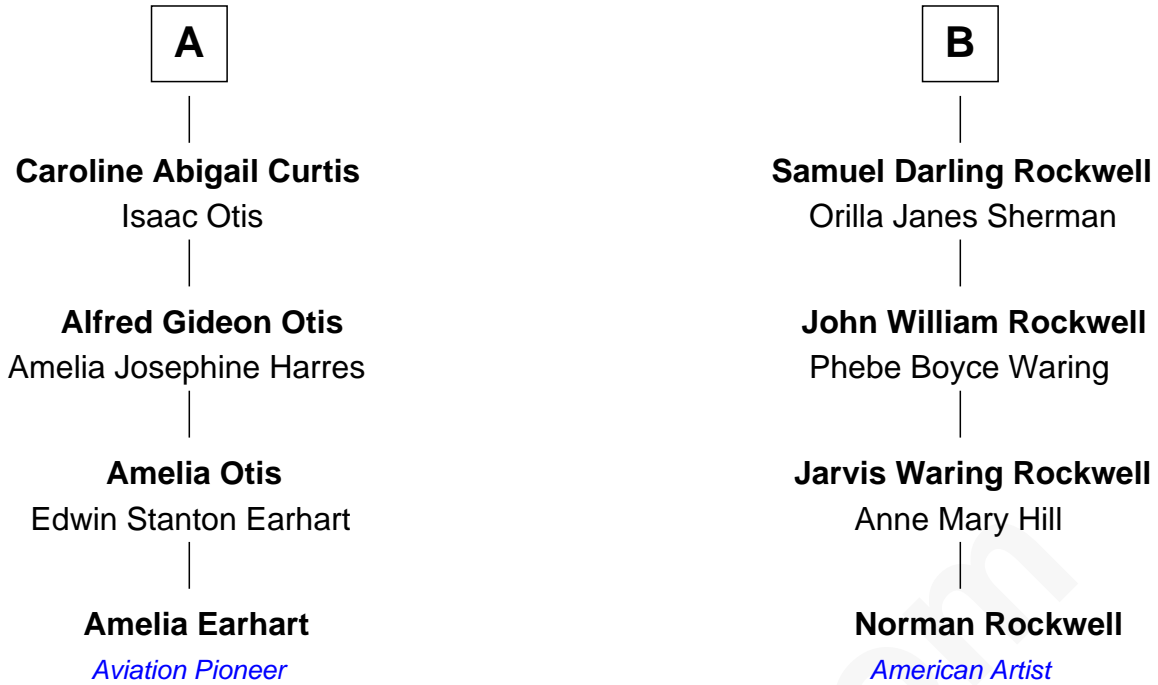 A
Caroline Abigail Curtis
Isaac Otis
Alfred Gideon Otis
Amelia Josephine Harres
Amelia Otis
Edwin Stanton Earhart
Amelia Earhart
Aviation Pioneer
B
Samuel Darling Rockwell
Orilla Janes Sherman
John William Rockwell
Phebe Boyce Waring
Jarvis Waring Rockwell
Anne Mary Hill
Norman Rockwell
American Artist